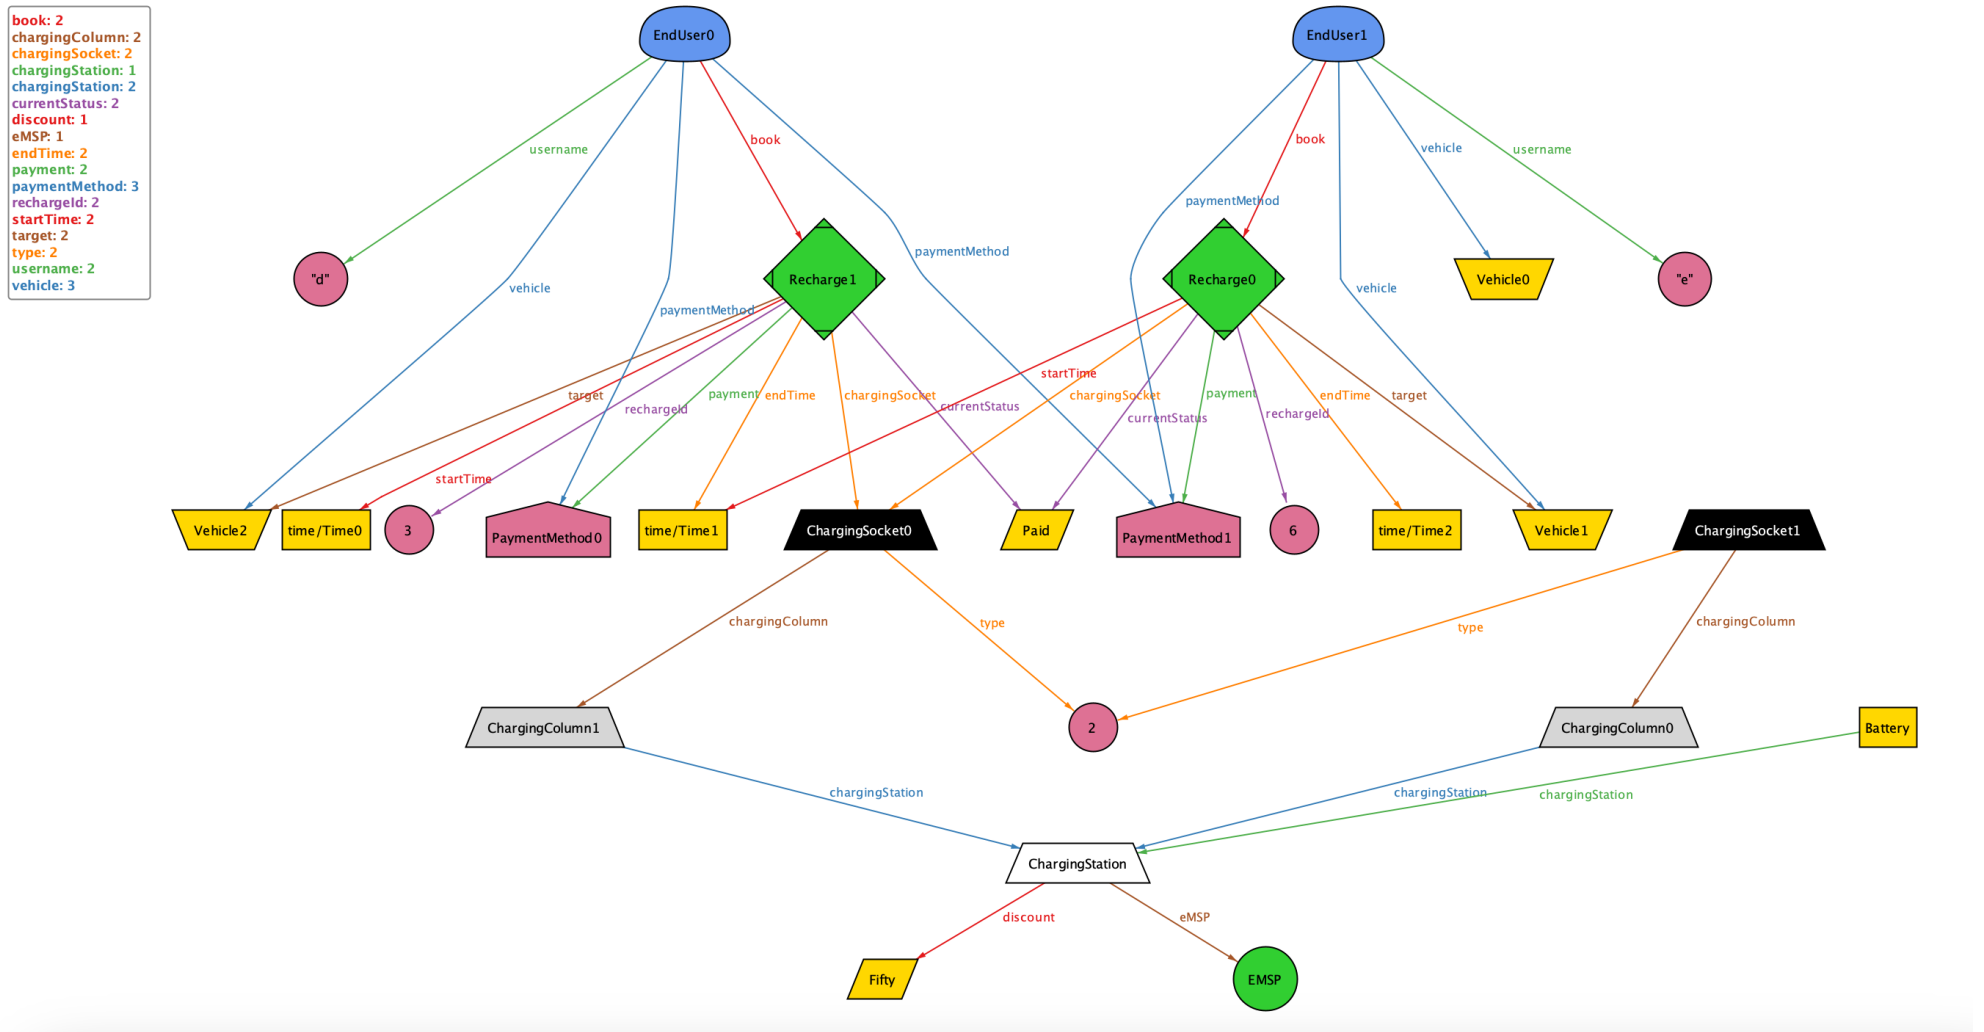 book: 2
chargingColumn: 2
chargingSocket: 2
chargingStation: 1
chargingStation: 2
currentStatus: 2
discount: 1
eMSP: 1
endTime: 2
payment: 2
paymentMethod: 3
rechargeId: 2
startTime: 2
target: 2
type: 2
username: 2
vehicle: 3
EndUser0
EndUser1
book
book
vehicle
username
username
paymentMethod
paymentMethod
"d"
Recharge1
Recharge0
Vehicle0
"e"
vehicle
vehicle
paymentMethod
startTime
target
payment
endTime
chargingSocket
chargingSocket
payment
endTime
target
rechargeId
currentStatus
currentStatus
rechargeId
startTime
Vehicle2
time/Time0
3
PaymentMethod0
time/Time1
ChargingSocket0
Paid
PaymentMethod1
6
time/Time2
Vehicle1
ChargingSocket1
chargingColumn
type
type
chargingColumn
ChargingColumn1
2
ChargingColumn0
Battery
chargingStation
chargingStation
chargingStation
ChargingStation
discount
eMSP
Fifty
EMSP